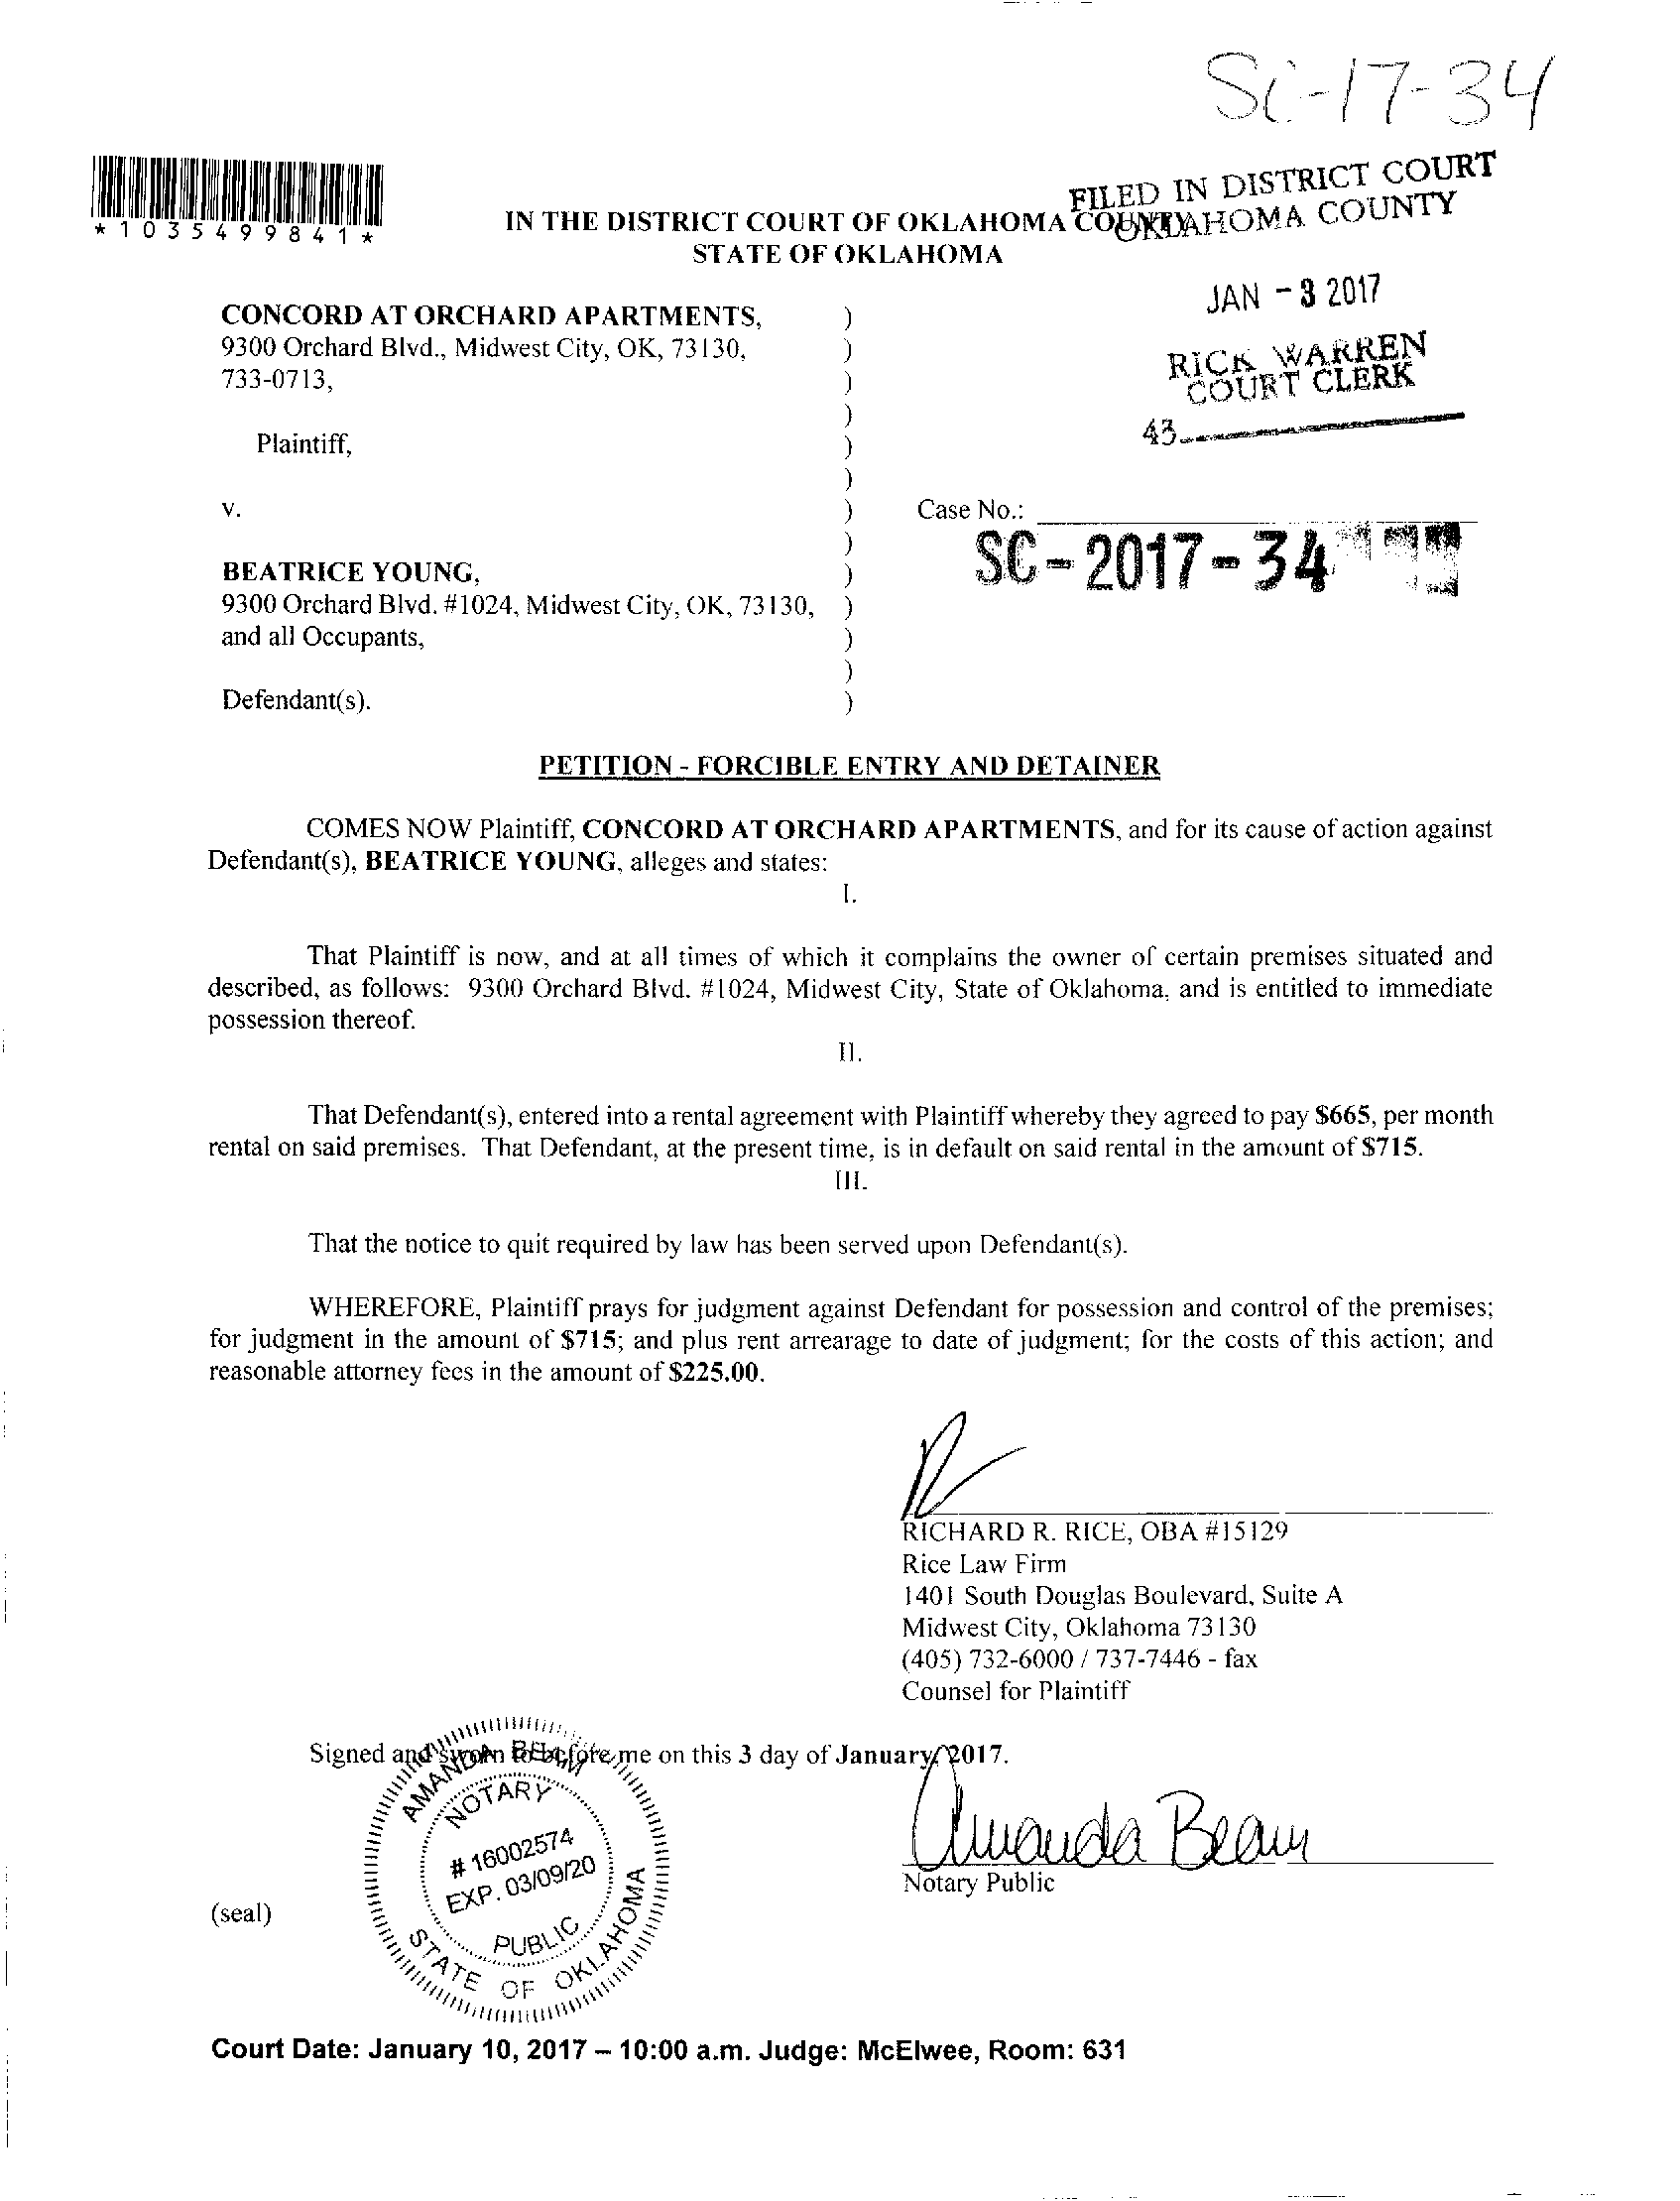 SC-17-34
*1035499841*
FILED IN DISTRICT COURT
OKLAHOMA COUNTY
IN THE DISTRICT COURT OF OKLAHOMA COUNTY
STATE OF OKLAHOMA
JAN - 3 2017
RICK WARREN
COURT CLERK
43
CONCORD AT ORCHARD APARTMENTS, )
9300 Orchard Blvd., Midwest City, OK, 73130, )
733-0713, )
)
Plaintiff, )
)
v. )
Case No.:
SC-2017-34
)
BEATRICE YOUNG, )
9300 Orchard Blvd. #1024, Midwest City, OK, 73130, )
and all Occupants, )
)
Defendant(s). )
PETITION - FORCIBLE ENTRY AND DETAINER
COMES NOW Plaintiff, CONCORD AT ORCHARD APARTMENTS, and for its cause of action against
Defendant(s), BEATRICE YOUNG, alleges and states:
I.
That Plaintiff is now, and at all times of which it complains the owner of certain premises situated and
described, as follows: 9300 Orchard Blvd. #1024, Midwest City, State of Oklahoma, and is entitled to immediate
possession thereof.
II.
That Defendant(s), entered into a rental agreement with Plaintiff whereby they agreed to pay $665, per month
rental on said premises. That Defendant, at the present time, is in default on said rental in the amount of $715.
III.
That the notice to quit required by law has been served upon Defendant(s).
WHEREFORE, Plaintiff prays for judgment against Defendant for possession and control of the premises;
for judgment in the amount of $715; and plus rent arrearage to date of judgment; for the costs of this action; and
reasonable attorney fees in the amount of $225.00.
RICHARD R. RICE, OBA #15129
Rice Law Firm
1401 South Douglas Boulevard, Suite A
Midwest City, Oklahoma 73130
(405) 732-6000 / 737-7446 - fax
Counsel for Plaintiff
Signed and sworn to before me on this 3 day of January, 2017.
Amanda Beam
Notary Public
(seal)
AMANDA BEAM
NOTARY
# 16002574
EXP. 03/09/20
PUBLIC
STATE OF OKLAHOMA
Court Date: January 10, 2017 – 10:00 a.m. Judge: McElwee, Room: 631